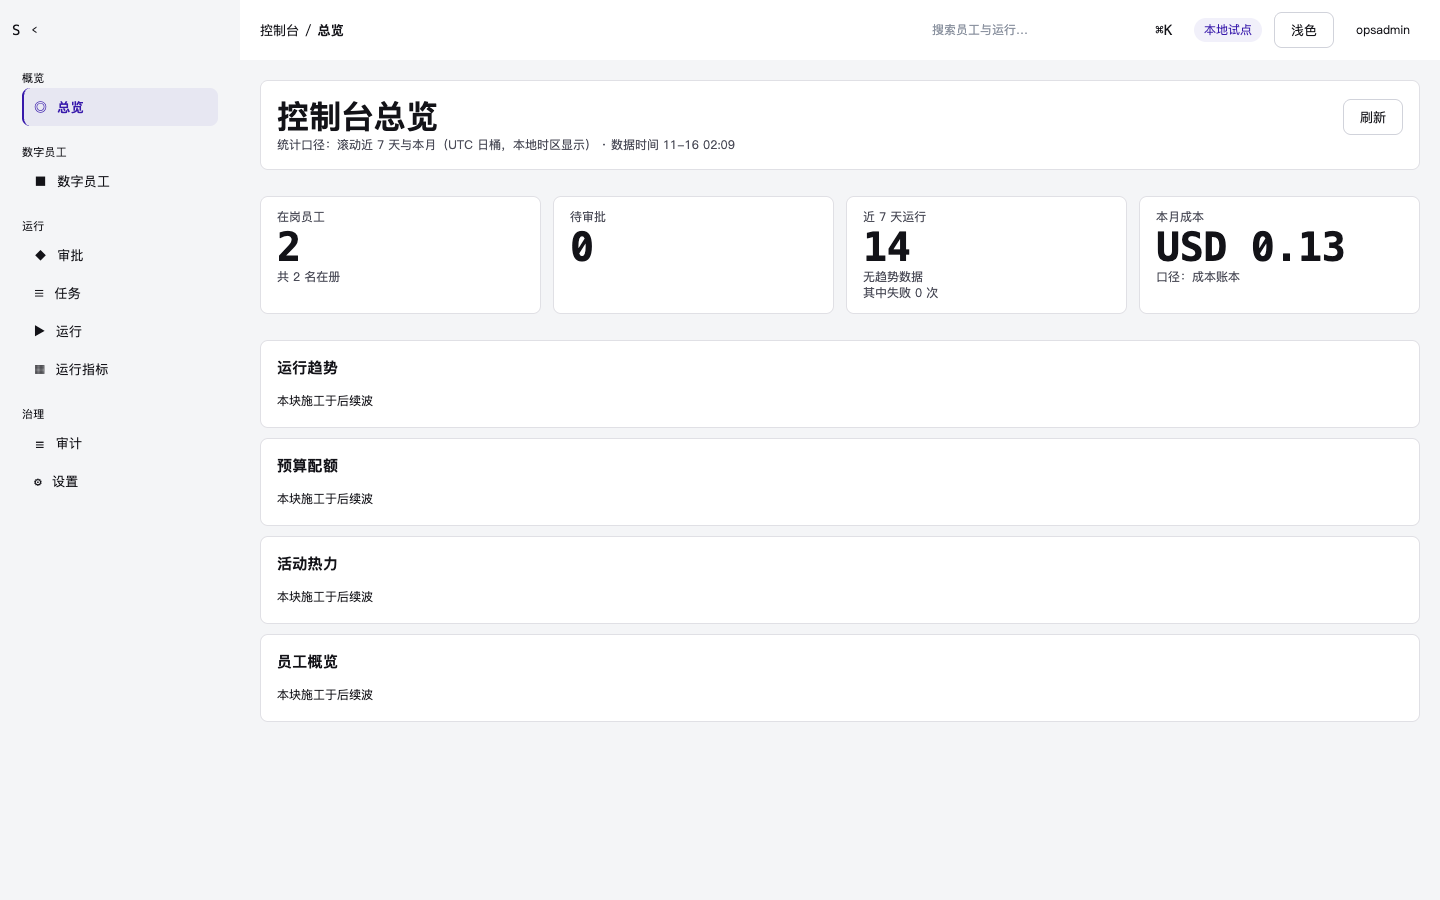 S <
控制台 / 总览
搜索员工与运行…
⌘K
本地试点
浅色
opsadmin
概览
◎ 总览
数字员工
■ 数字员工
运行
◆ 审批
≡ 任务
▶ 运行
▦ 运行指标
治理
≡ 审计
⚙ 设置
控制台总览
统计口径：滚动近 7 天与本月（UTC 日桶，本地时区显示） · 数据时间 11-16 02:09
刷新
在岗员工
2
共 2 名在册
待审批
0
近 7 天运行
14
无趋势数据
其中失败 0 次
本月成本
USD 0.13
口径：成本账本
运行趋势
本块施工于后续波
预算配额
本块施工于后续波
活动热力
本块施工于后续波
员工概览
本块施工于后续波